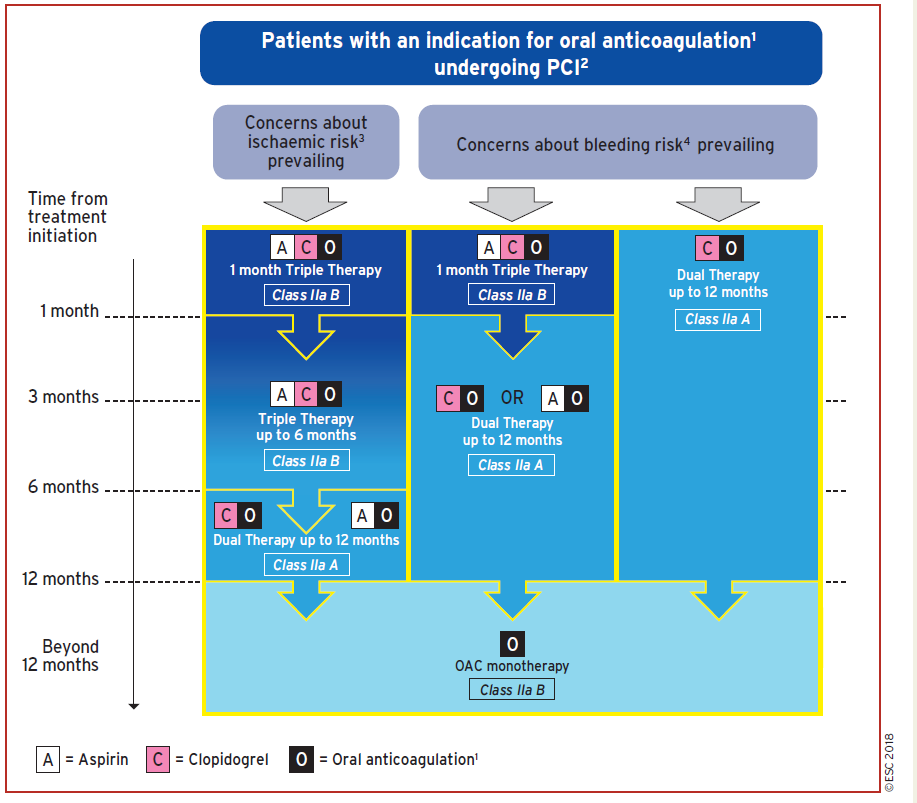 Patients with an indication for oral anticoagulation¹
undergoing PCI²
Concerns about
ischaemic risk³
prevailing
Concerns about bleeding risk⁴ prevailing
Time from
treatment
initiation
A C O
1 month Triple Therapy
Class IIa B
A C O
1 month Triple Therapy
Class IIa B
C O
Dual Therapy
up to 12 months
Class IIa A
1 month
3 months
A C O
Triple Therapy
up to 6 months
Class IIa B
C O OR A O
Dual Therapy
up to 12 months
Class IIa A
6 months
C O A O
Dual Therapy up to 12 months
Class IIa A
12 months
Beyond
12 months
O
OAC monotherapy
Class IIa B
A = Aspirin C = Clopidogrel O = Oral anticoagulation¹
©ESC 2018